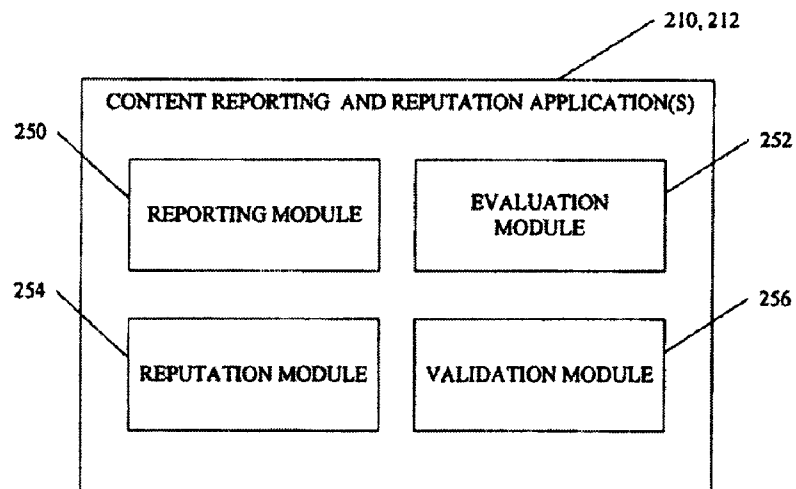 210, 212
CONTENT REPORTING AND REPUTATION APPLICATION(S)
250
252
REPORTING MODULE
EVALUATION
MODULE
254
256
REPUTATION MODULE
VALIDATION MODULE